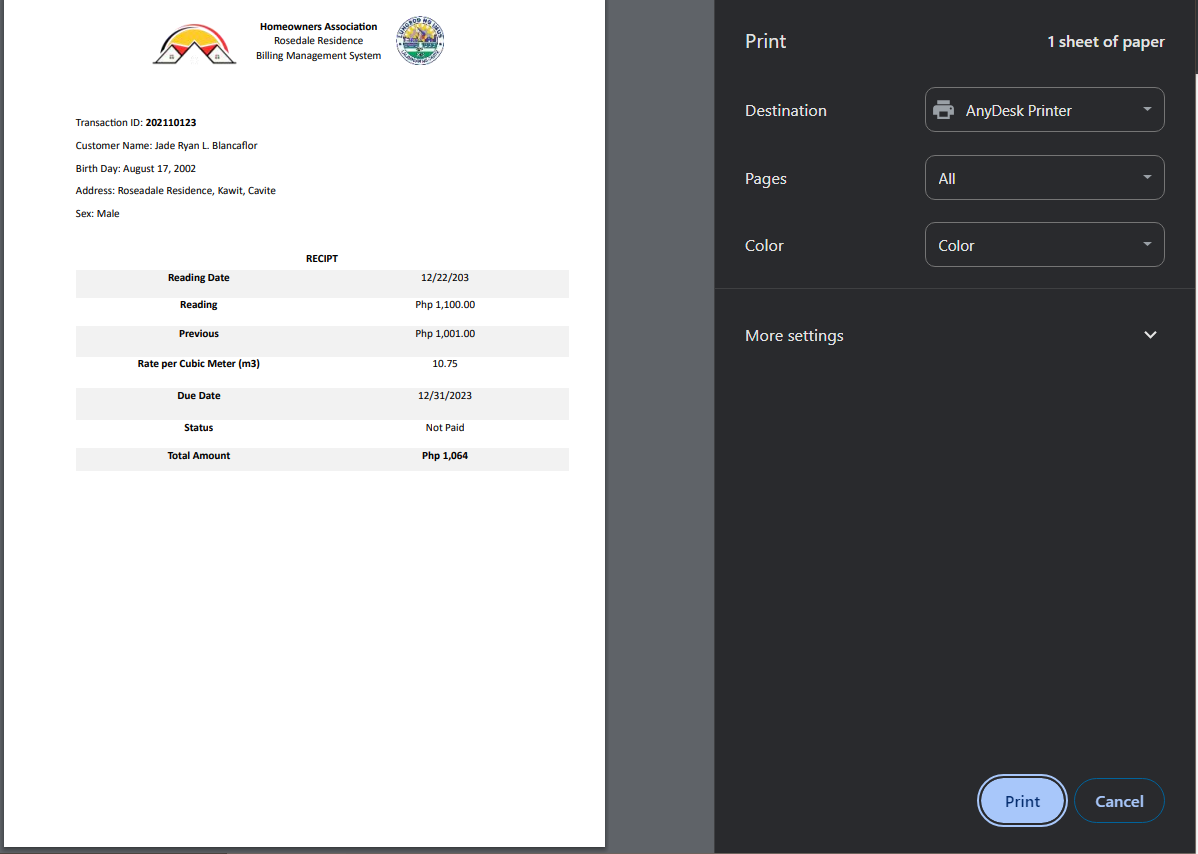 Homeowners Association
Rosedale Residence
Billing Management System
Transaction ID: 202110123
Customer Name: Jade Ryan L. Blancaflor
Birth Day: August 17, 2002
Address: Roseadale Residence, Kawit, Cavite
Sex: Male
RECIPT
Reading Date 12/22/203
Reading Php 1,100.00
Previous Php 1,001.00
Rate per Cubic Meter (m3) 10.75
Due Date 12/31/2023
Status Not Paid
Total Amount Php 1,064
Print 1 sheet of paper
Destination AnyDesk Printer
Pages All
Color Color
More settings
Print Cancel